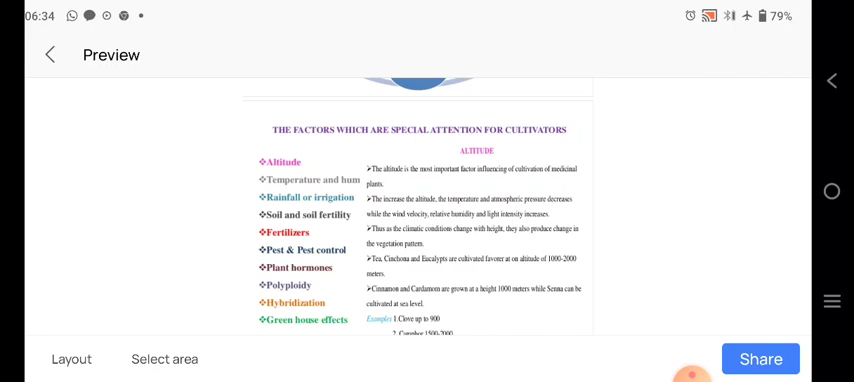 06:34
79%
Preview
THE FACTORS WHICH ARE SPECIAL ATTENTION FOR CULTIVATORS
❖Altitude
❖Temperature and hum
❖Rainfall or irrigation
❖Soil and soil fertility
❖Fertilizers
❖Pest & Pest control
❖Plant hormones
❖Polyploidy
❖Hybridization
❖Green house effects
ALTITUDE
➢The altitude is the most important factor influencing of cultivation of medicinal
plants.
➢The increase the altitude, the temperature and atmospheric pressure decreases
while the wind velocity, relative humidity and light intensity increases.
➢Thus as the climatic conditions change with height, they also produce change in
the vegetation pattern.
➢Tea, Cinchona and Eucalypts are cultivated favorer at on altitude of 1000-2000
meters.
➢Cinnamon and Cardamom are grown at a height 1000 meters while Senna can be
cultivated at sea level.
Examples 1.Clove up to 900
2. Camphor 1500-2000
Layout
Select area
Share